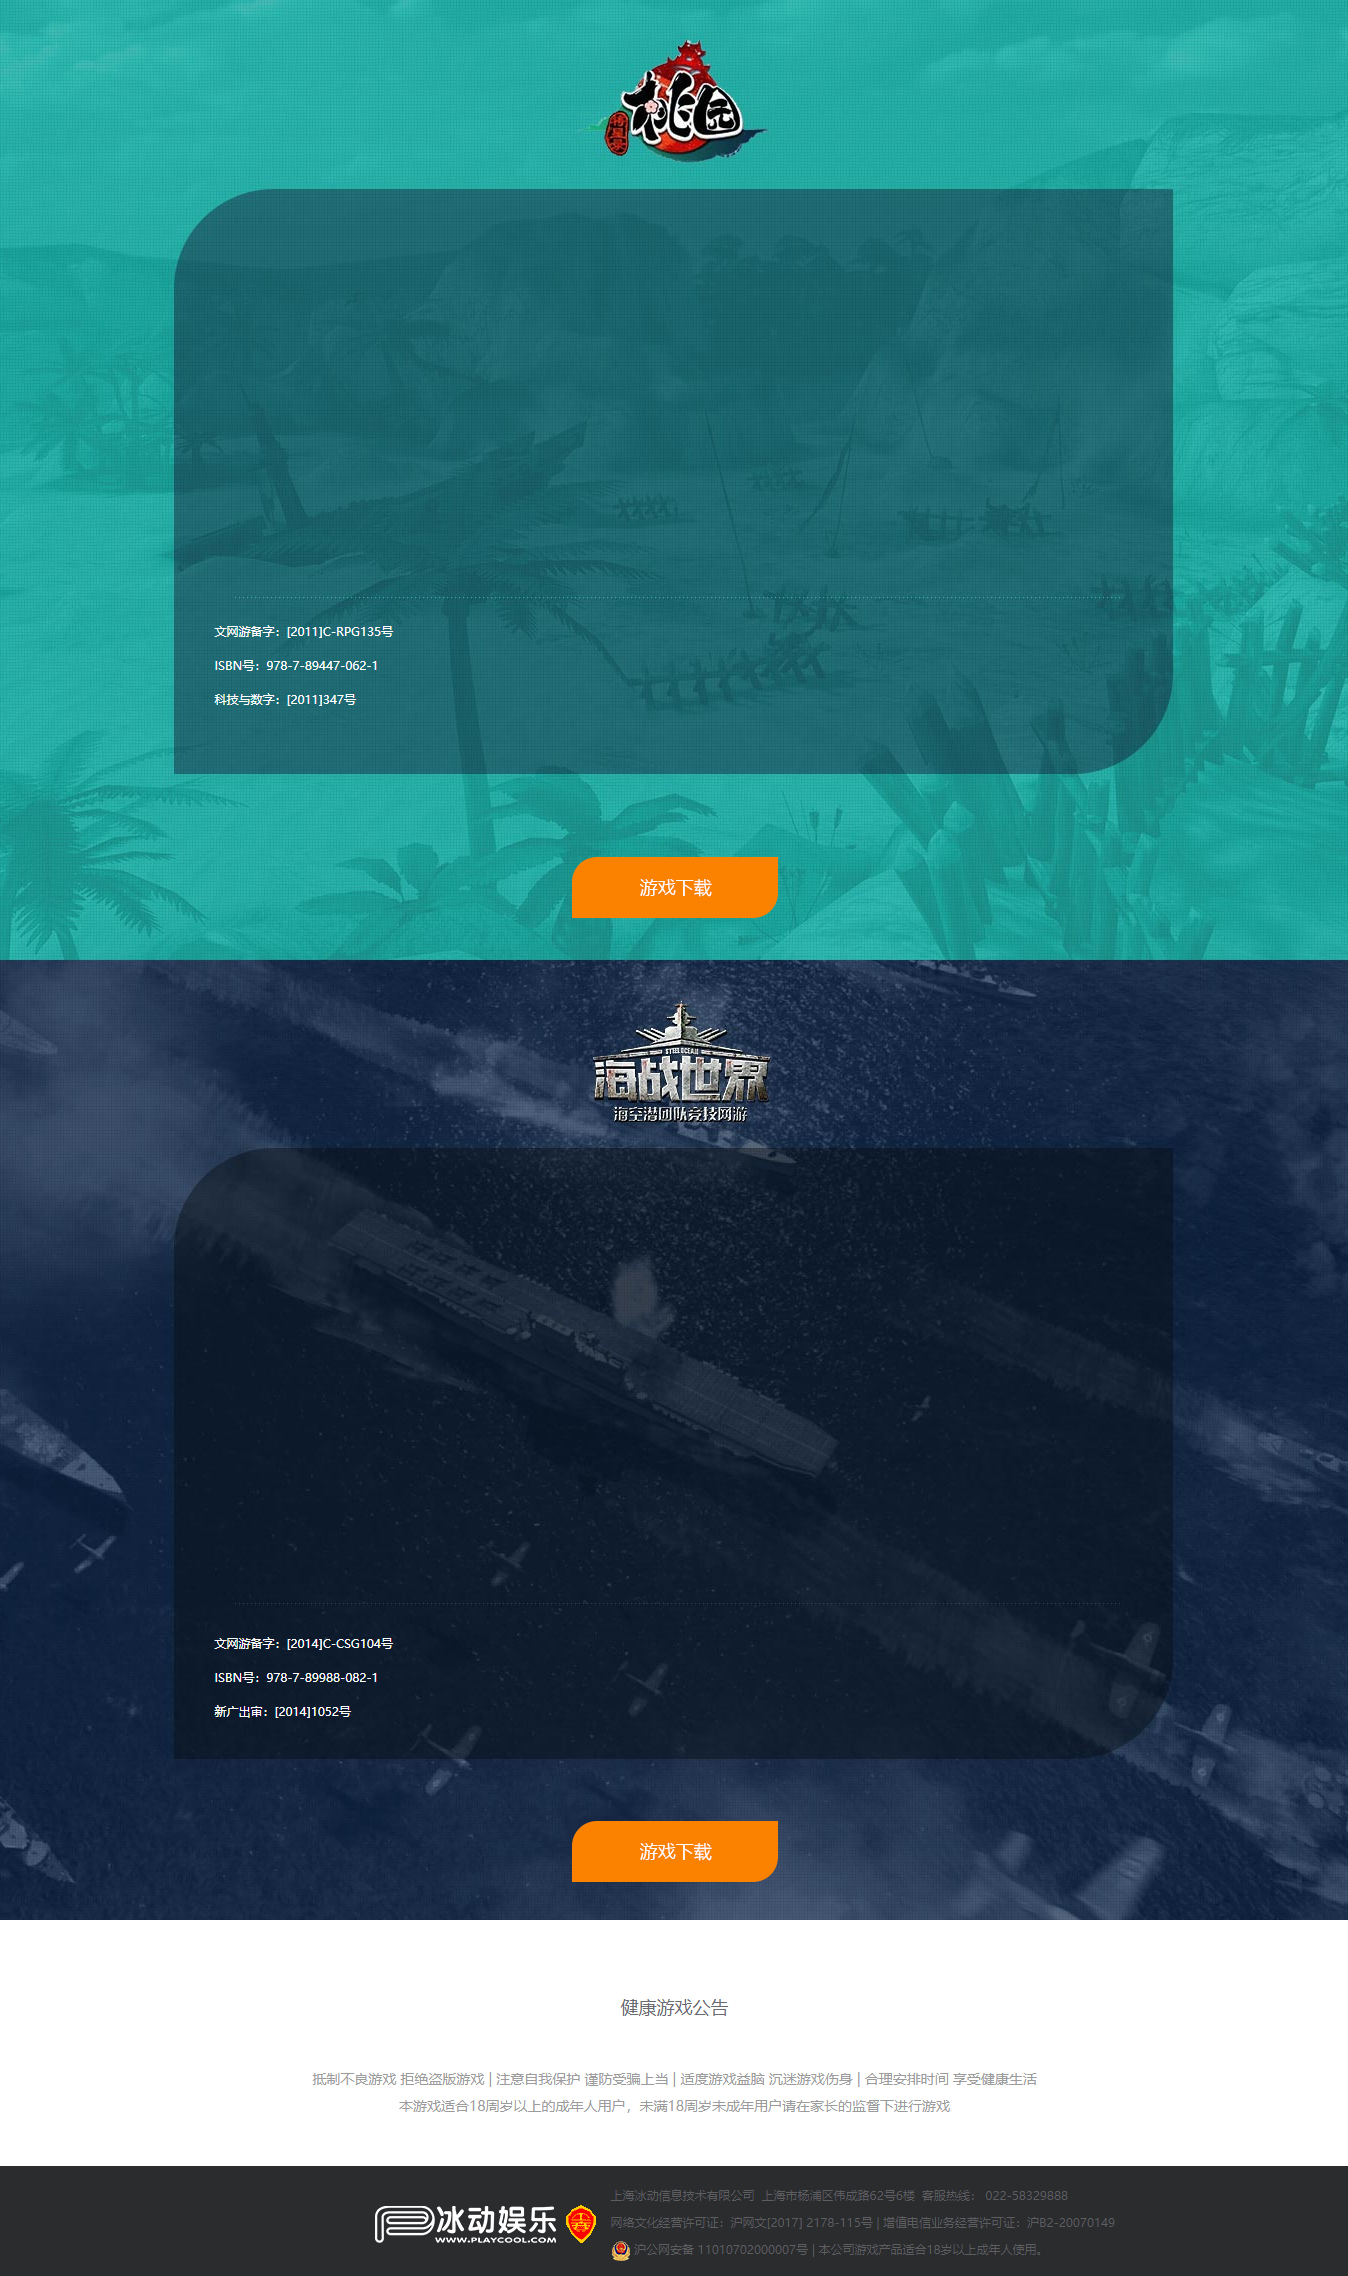 桃园
文网游备字：[2011]C-RPG135号
ISBN号：978-7-89447-062-1
科技与数字：[2011]347号
游戏下载
STEEL OCEAN
海战世界
海空潜团队竞技网游
文网游备字：[2014]C-CSG104号
ISBN号：978-7-89988-082-1
新广出审：[2014]1052号
游戏下载
健康游戏公告
抵制不良游戏 拒绝盗版游戏 | 注意自我保护 谨防受骗上当 | 适度游戏益脑 沉迷游戏伤身 | 合理安排时间 享受健康生活
本游戏适合18周岁以上的成年人用户，未满18周岁未成年用户请在家长的监督下进行游戏
冰动娱乐
WWW.PLAYCOOL.COM
上海冰动信息技术有限公司 上海市杨浦区伟成路62号6楼 客服热线： 022-58329888
网络文化经营许可证：沪网文[2017] 2178-115号 | 增值电信业务经营许可证：沪B2-20070149
沪公网安备 11010702000007号 | 本公司游戏产品适合18岁以上成年人使用。